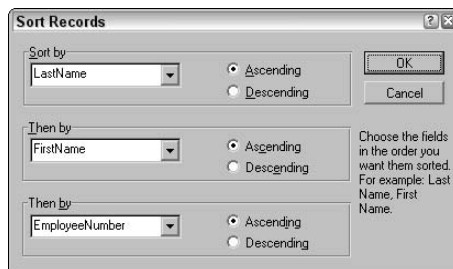 Sort Records
Sort by
LastName
Ascending
Descending
OK
Cancel
Then by
FirstName
Ascending
Descending
Choose the fields
in the order you
want them sorted.
For example: Last
Name, First
Name.
Then by
EmployeeNumber
Ascending
Descending